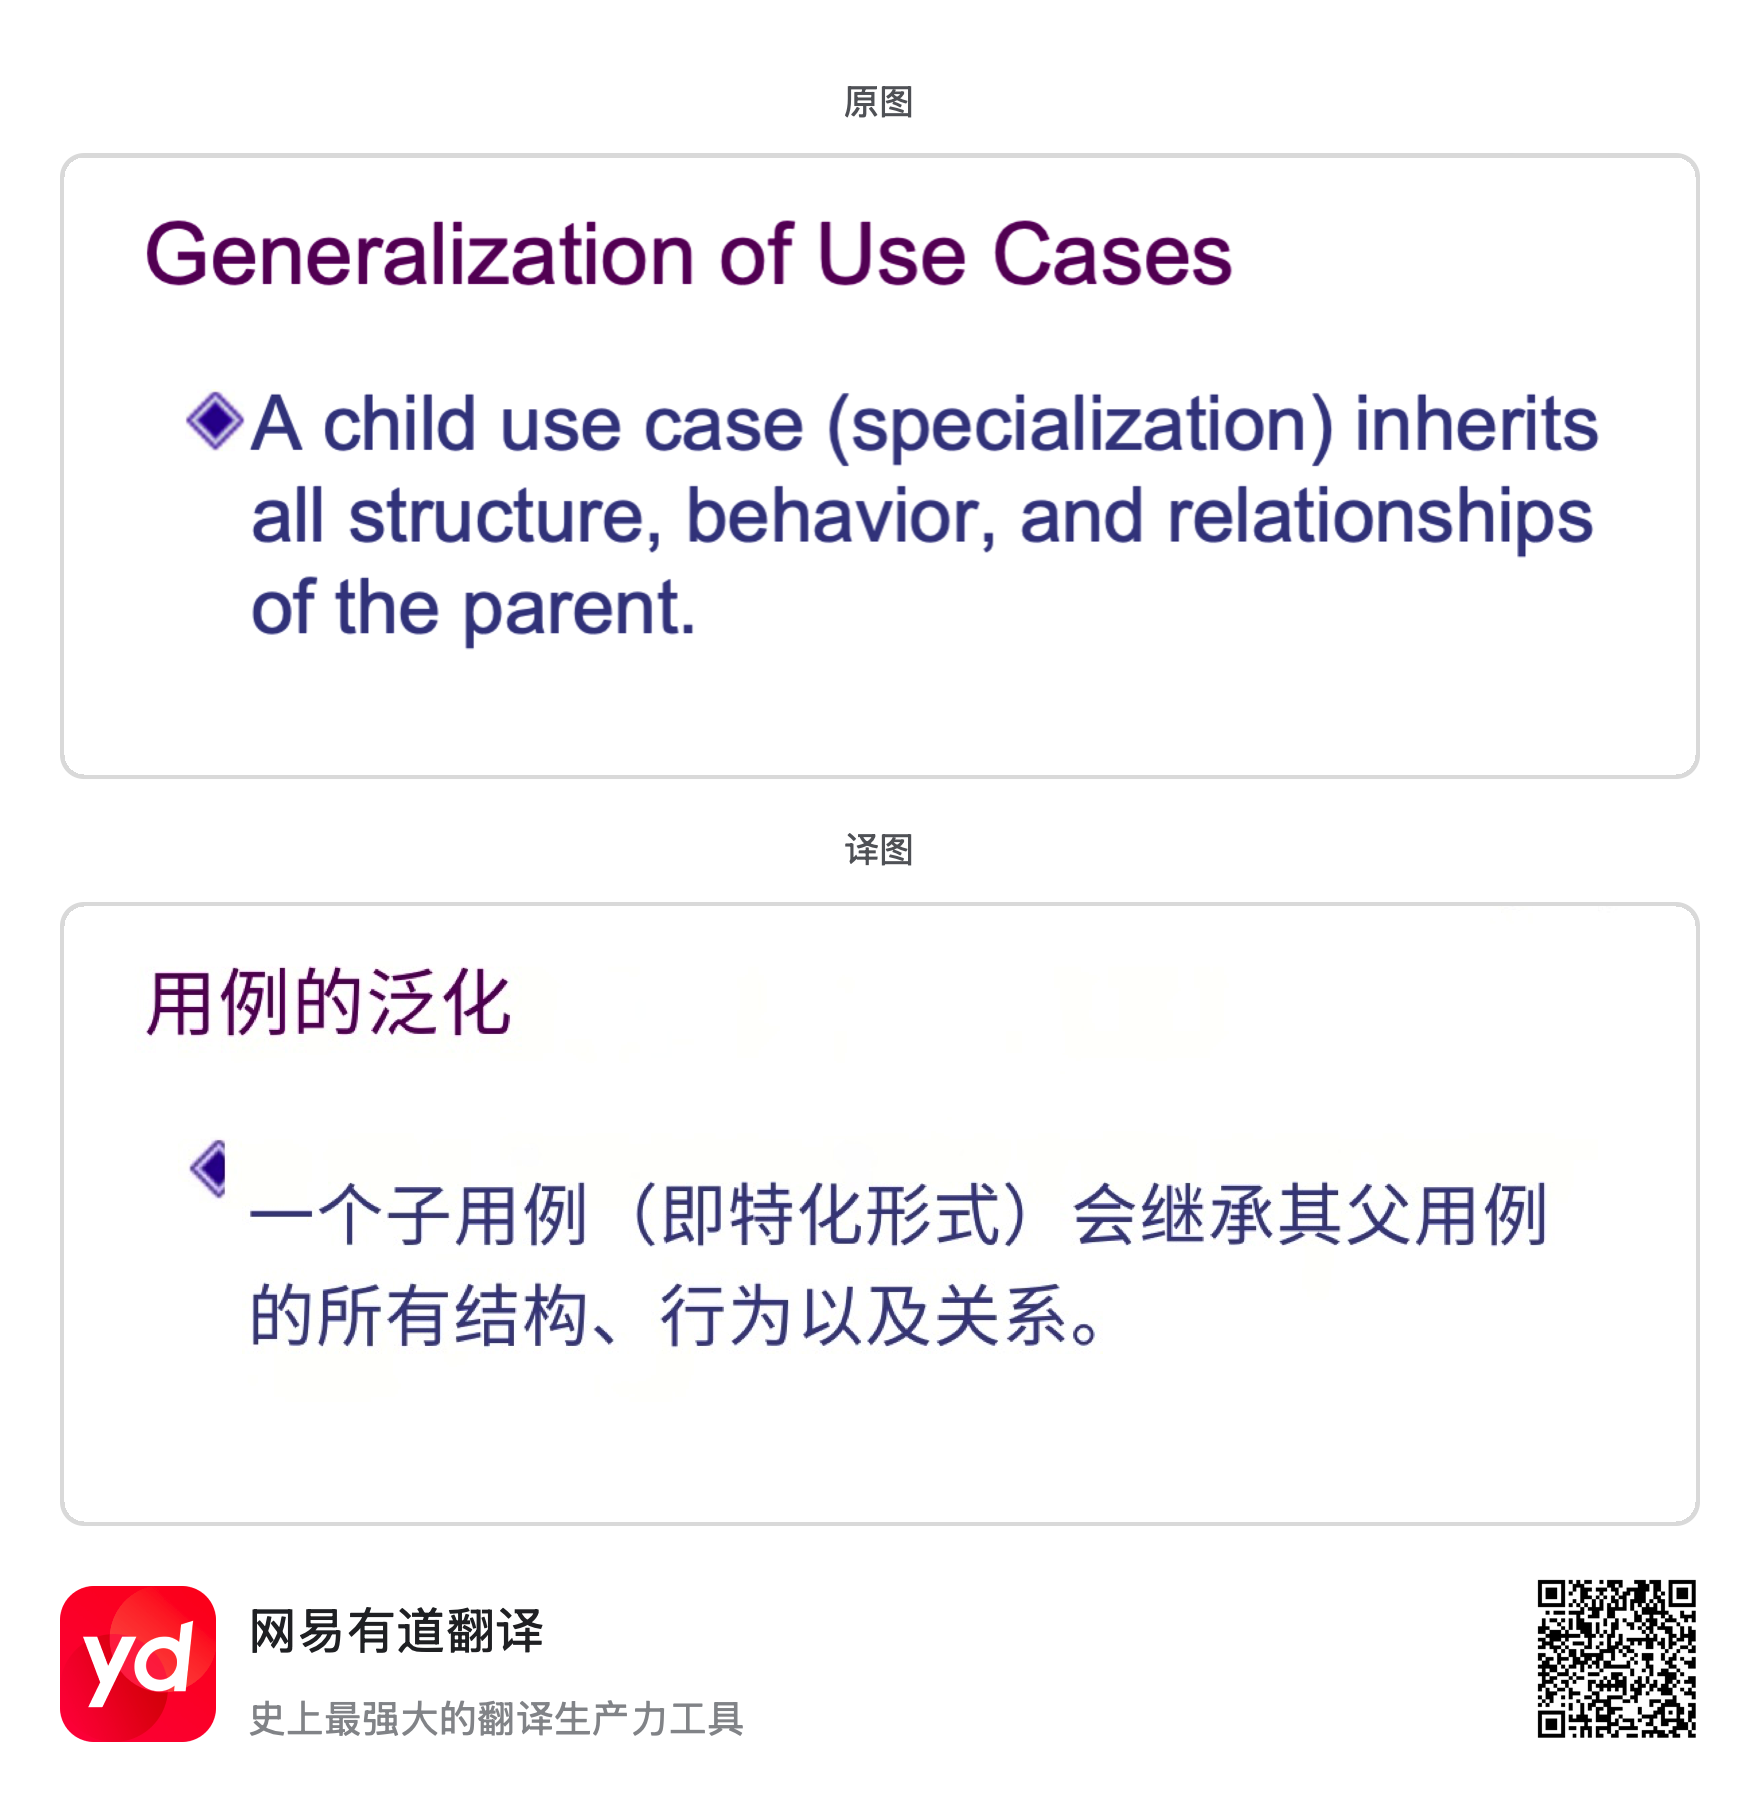 原图
Generalization of Use Cases
A child use case (specialization) inherits
all structure, behavior, and relationships
of the parent.
译图
用例的泛化
一个子用例（即特化形式）会继承其父用例
的所有结构、行为以及关系。
yd
网易有道翻译
史上最强大的翻译生产力工具